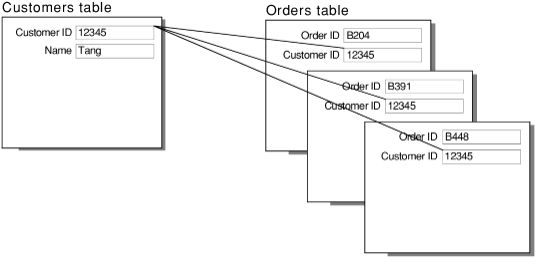 Customers table
Customer ID 12345
Name Tang
Orders table
Order ID B204
Customer ID 12345
Order ID B391
Customer ID 12345
Order ID B448
Customer ID 12345